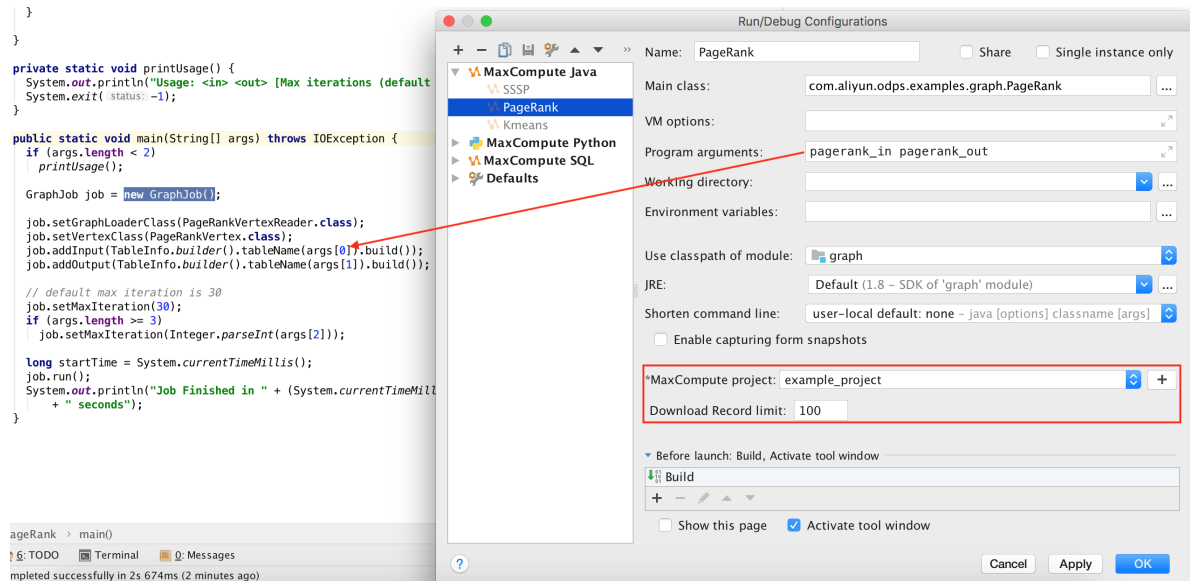 }
}
private static void printUsage() {
System.out.println("Usage: <in> <out> [Max iterations (default
System.exit( status: -1);
}
public static void main(String[] args) throws IOException {
if (args.length < 2)
printUsage();
GraphJob job = new GraphJob();
job.setGraphLoaderClass(PageRankVertexReader.class);
job.setVertexClass(PageRankVertex.class);
job.addInput(TableInfo.builder().tableName(args[0]).build());
job.addOutput(TableInfo.builder().tableName(args[1]).build());
// default max iteration is 30
job.setMaxIteration(30);
if (args.length >= 3)
job.setMaxIteration(Integer.parseInt(args[2]));
long startTime = System.currentTimeMillis();
job.run();
System.out.println("Job Finished in " + (System.currentTimeMill
+ " seconds");
}
ageRank › main()
6: TODO Terminal 0: Messages
mpleted successfully in 2s 674ms (2 minutes ago)
Run/Debug Configurations
MaxCompute Java
SSSP
PageRank
Kmeans
MaxCompute Python
MaxCompute SQL
Defaults
Name: PageRank Share Single instance only
Main class: com.aliyun.odps.examples.graph.PageRank ...
VM options:
Program arguments: pagerank_in pagerank_out
Working directory: ...
Environment variables: ...
Use classpath of module: graph
JRE: Default (1.8 – SDK of 'graph' module) ...
Shorten command line: user-local default: none – java [options] classname [args]
Enable capturing form snapshots
*MaxCompute project: example_project +
Download Record limit: 100
Before launch: Build, Activate tool window
Build
Show this page Activate tool window
? Cancel Apply OK